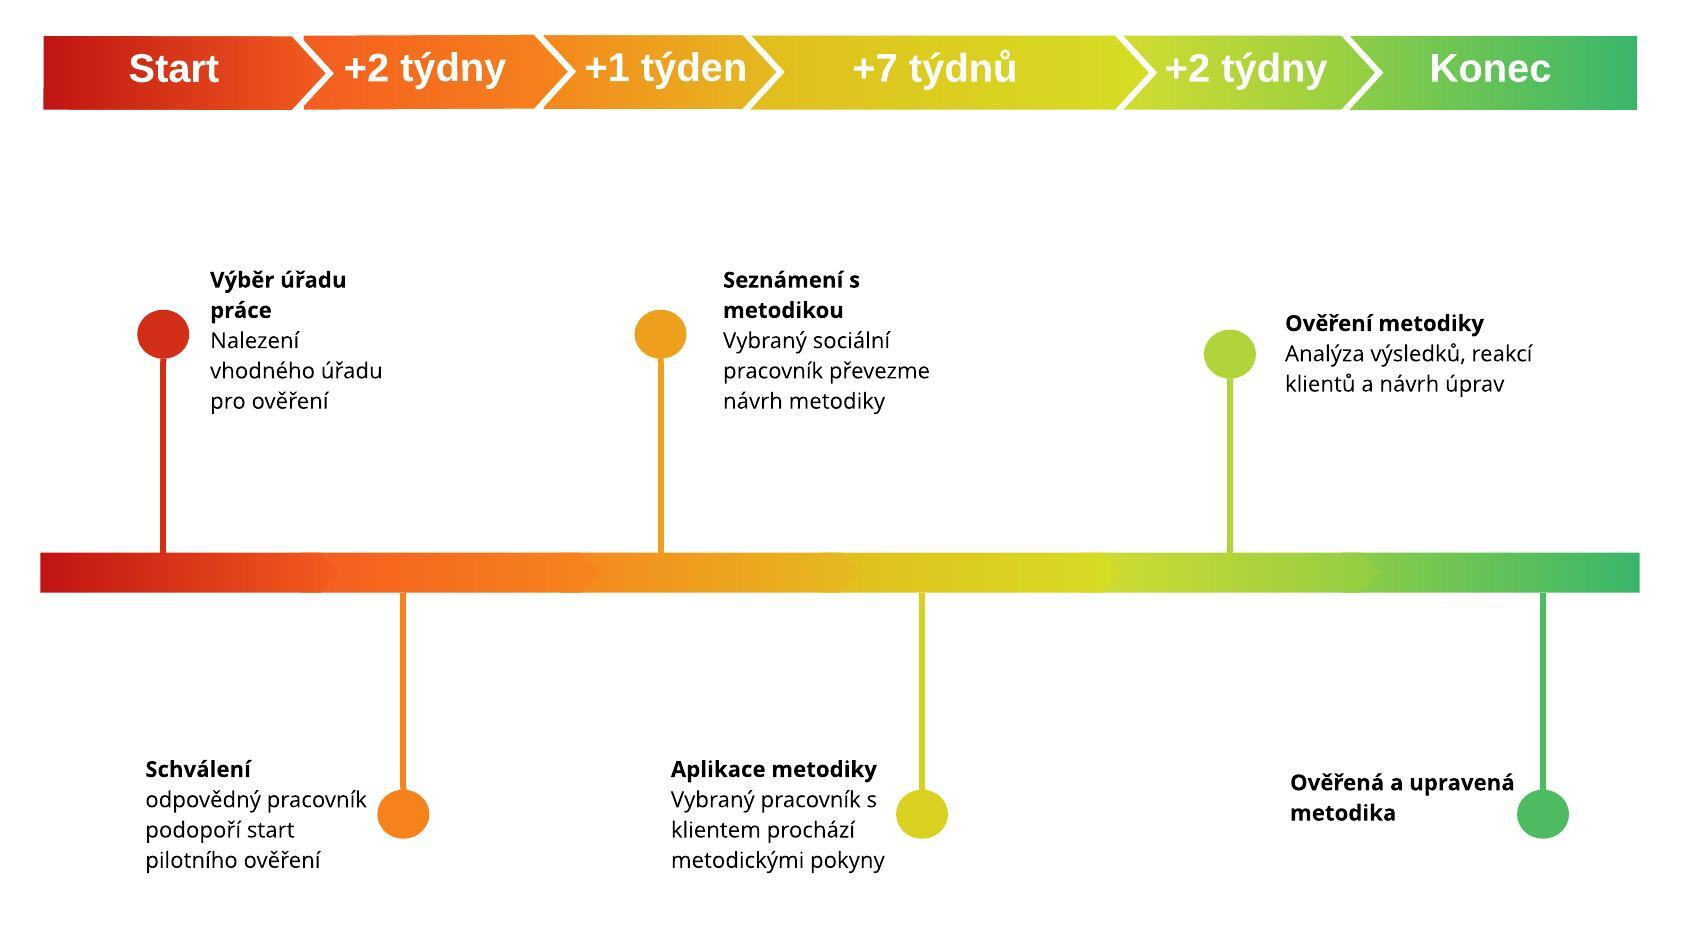 Start
+2 týdny
+1 týden
+7 týdnů
+2 týdny
Konec
Výběr úřadu
práce
Nalezení
vhodného úřadu
pro ověření
Seznámení s
metodikou
Vybraný sociální
pracovník převezme
návrh metodiky
Ověření metodiky
Analýza výsledků, reakcí
klientů a návrh úprav
Schválení
odpovědný pracovník
podopoří start
pilotního ověření
Aplikace metodiky
Vybraný pracovník s
klientem prochází
metodickými pokyny
Ověřená a upravená
metodika